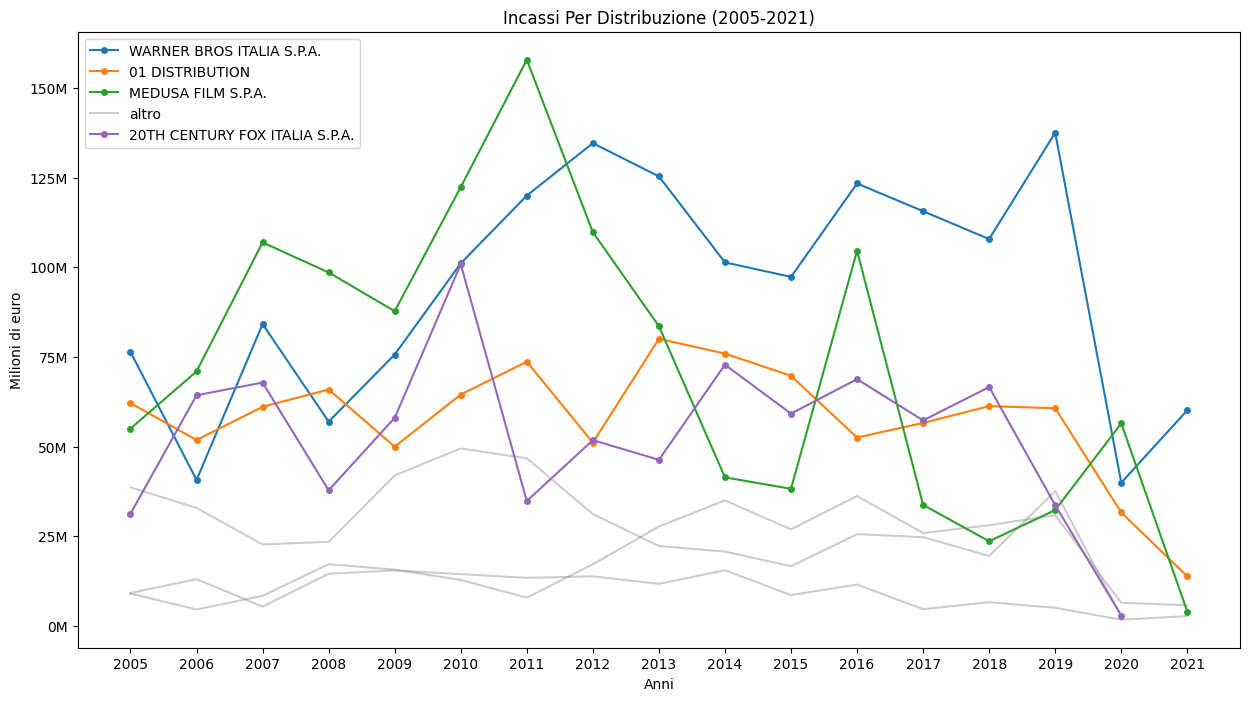 Incassi Per Distribuzione (2005-2021)
WARNER BROS ITALIA S.P.A.
01 DISTRIBUTION
MEDUSA FILM S.P.A.
altro
20TH CENTURY FOX ITALIA S.P.A.
150M
125M
100M
75M
50M
25M
0M
Milioni di euro
2005 2006 2007 2008 2009 2010 2011 2012 2013 2014 2015 2016 2017 2018 2019 2020 2021
Anni